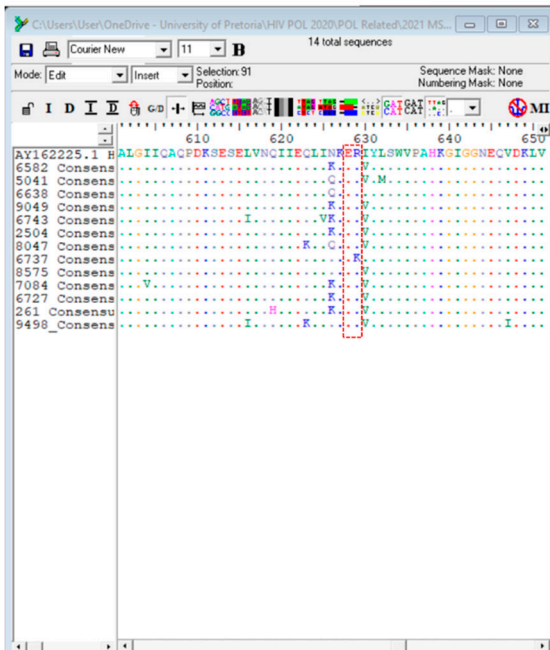 C:\Users\User\OneDrive - University of Pretoria\HIV POL 2020\POL Related\2021 MS...
Courier New 11 B 14 total sequences
Mode: Edit Insert Selection: 91 Position: Sequence Mask: None Numbering Mask: None
I D I D G/D
610 620 630 640 650
AY162225.1 H ALGIIQAQPDKSESELVNQIIEQLINKERIYLSWVPAHKGIGGNEQVDKLV
6582 Consens .........................K...V.....................
5041 Consens .........................Q...V.M...................
6638 Consens .........................Q...V.....................
9049 Consens .........................K...V.....................
6743 Consens ...............I........VK...V.....................
2504 Consens .........................K...V.....................
8047 Consens ......................K..Q...V.....................
6737 Consens ............................K......................
8575 Consens .............................V.....................
7084 Consens ...V.....................K...V.....................
6727 Consens .........................K...V.....................
261 Consensu ..................H......K...V.....................
9498_Consens ...............I......K......V................I....